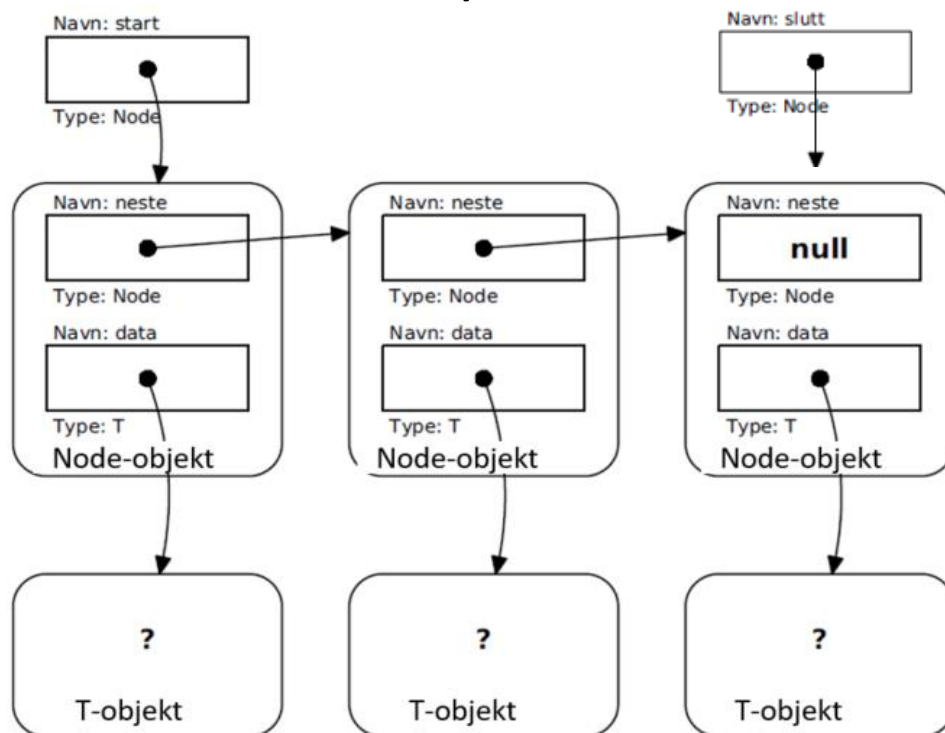 Navn: start
Navn: slutt
Type: Node
Type: Node
Navn: neste
Navn: neste
Navn: neste
null
Type: Node
Type: Node
Type: Node
Navn: data
Navn: data
Navn: data
Type: T
Type: T
Type: T
Node-objekt
Node-objekt
Node-objekt
?
?
?
T-objekt
T-objekt
T-objekt